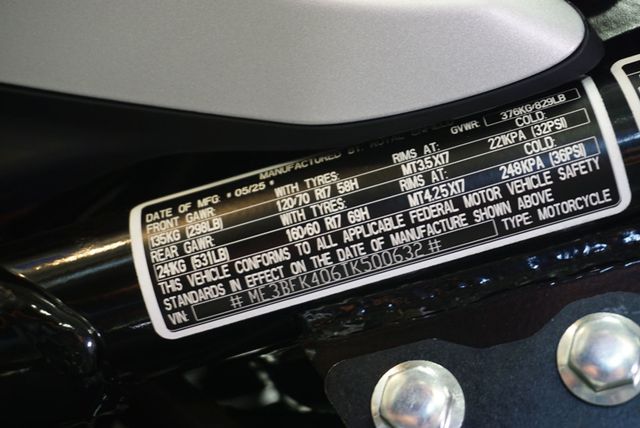 MANUFACTURED BY: ROYAL
GVWR: 376KG/829LB
DATE OF MFG: * 05/25 * WITH TYRES: RIMS AT: COLD:
FRONT GAWR: 120/70 R17 58H MT3.5X17 221KPA (32PSI)
135KG (298LB) WITH TYRES: RIMS AT: COLD:
REAR GAWR: 160/60 R17 69H MT4.25X17 248KPA (36PSI)
24KG 531LB)
THIS VEHICLE CONFORMS TO ALL APPLICABLE FEDERAL MOTOR VEHICLE SAFETY
STANDARDS IN EFFECT ON THE DATE OF MANUFACTURE SHOWN ABOVE
VIN: # ME3BFK406TK500632 # TYPE: MOTORCYCLE